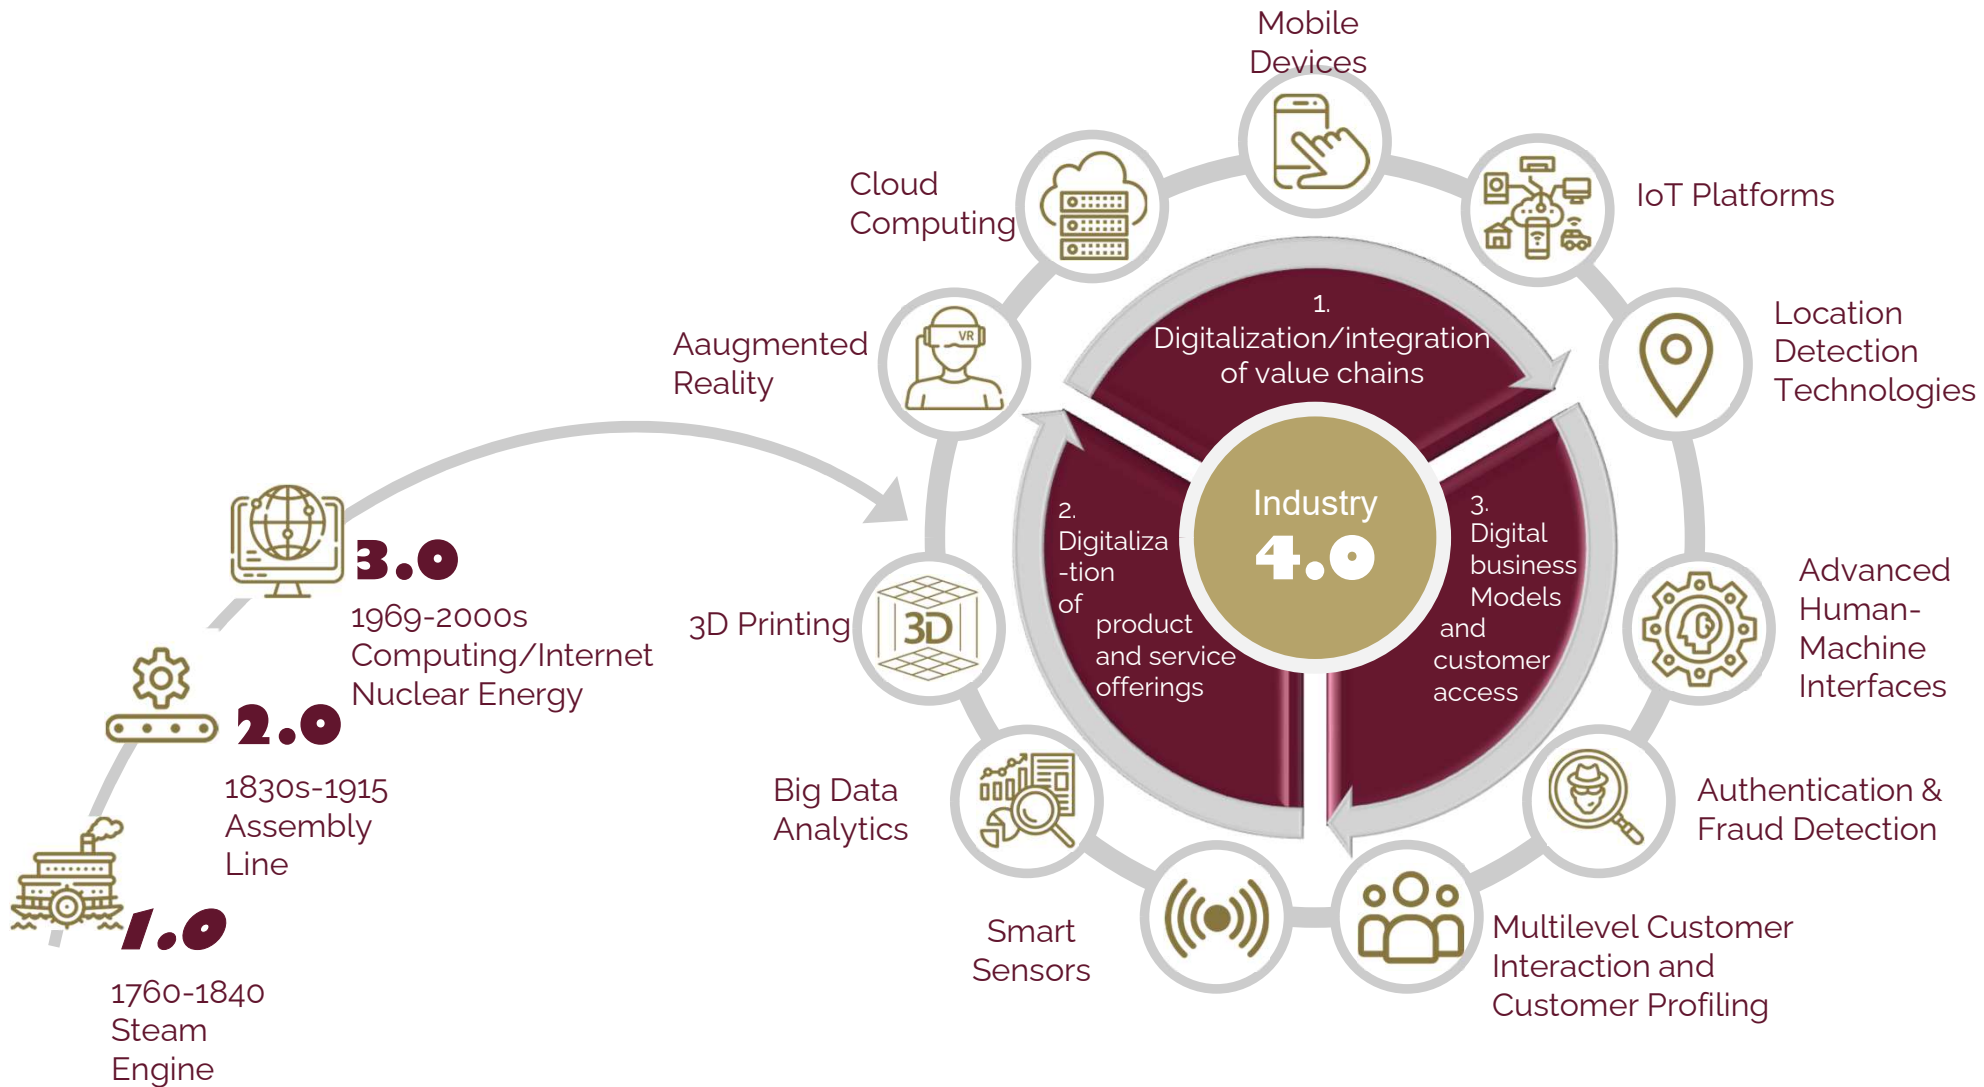 Mobile
Devices
Cloud
Computing
IoT Platforms
Aaugmented
Reality
VR
Location
Detection
Technologies
1.
Digitalization/integration
of value chains
Industry
4.0
2.
Digitaliza
-tion
of
product
and service
offerings
3.
Digital
business
Models
and
customer
access
3D Printing
3D
Advanced
Human-
Machine
Interfaces
Big Data
Analytics
Authentication &
Fraud Detection
Smart
Sensors
Multilevel Customer
Interaction and
Customer Profiling
3.0
1969-2000s
Computing/Internet
Nuclear Energy
2.0
1830s-1915
Assembly
Line
1.0
1760-1840
Steam
Engine